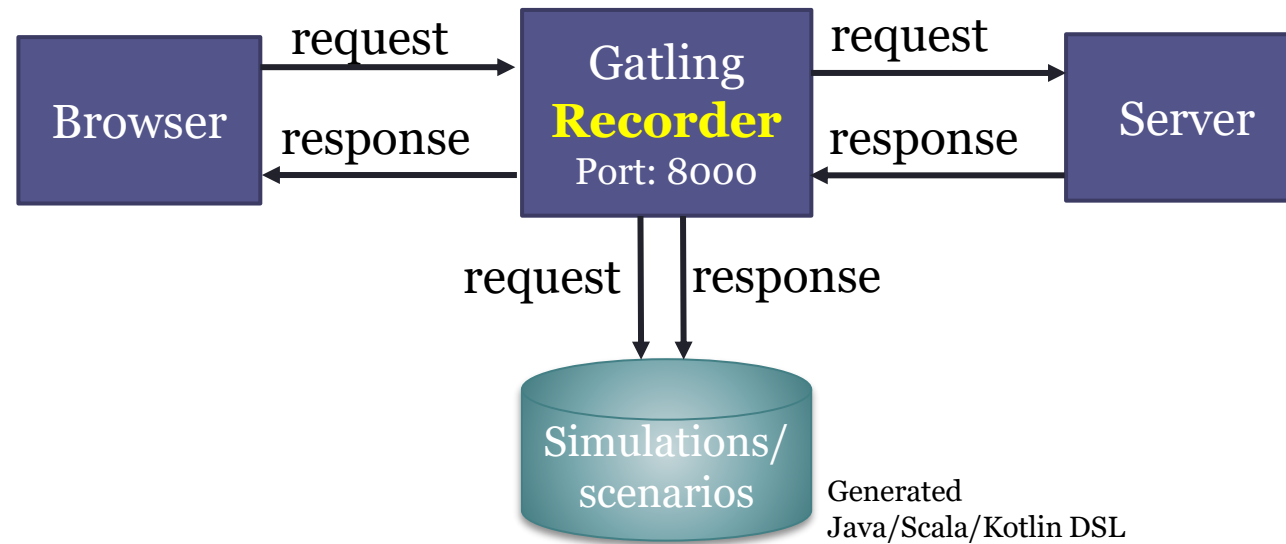 request
Browser
response
Gatling
Recorder
Port: 8000
request
response
Server
request
response
Simulations/
scenarios
Generated
Java/Scala/Kotlin DSL